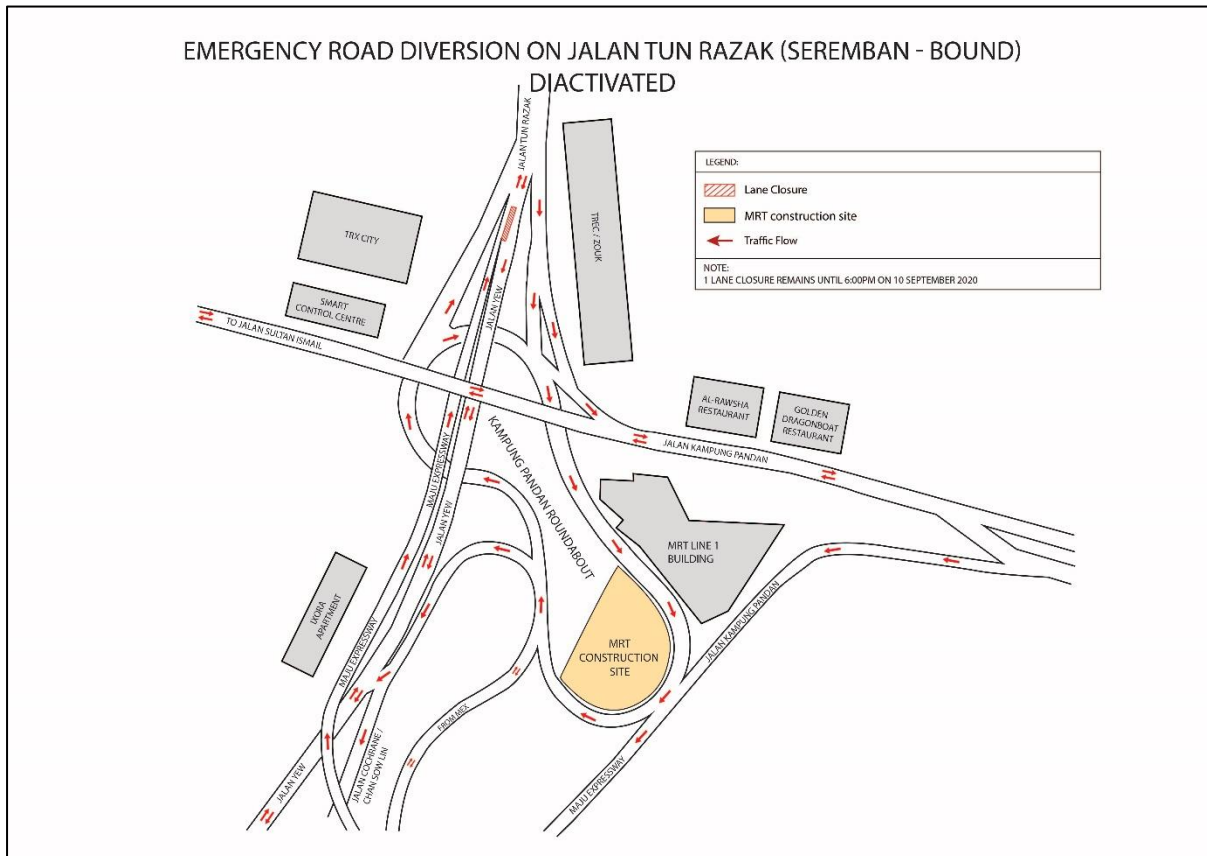 EMERGENCY ROAD DIVERSION ON JALAN TUN RAZAK (SEREMBAN - BOUND)
DIACTIVATED
JALAN TUN RAZAK
LEGEND:
Lane Closure
MRT construction site
Traffic Flow
NOTE:
1 LANE CLOSURE REMAINS UNTIL 6:00PM ON 10 SEPTEMBER 2020
TREC / ZOUK
TRX CITY
SMART
CONTROL CENTRE
TO JALAN SULTAN ISMAIL
JALAN YEW
AL-RAWSHA
RESTAURANT
GOLDEN
DRAGONBOAT
RESTAURANT
JALAN KAMPUNG PANDAN
KAMPUNG PANDAN ROUNDABOUT
MAJU EXPRESSWAY
JALAN YEW
MRT LINE 1
BUILDING
IXORA
APARTMENT
MAJU EXPRESSWAY
JALAN KAMPUNG PANDAN
MRT
CONSTRUCTION
SITE
FROM MEX
JALAN YEW
JALAN COCHRANE /
CHAN SOW LIN
MAJU EXPRESSWAY